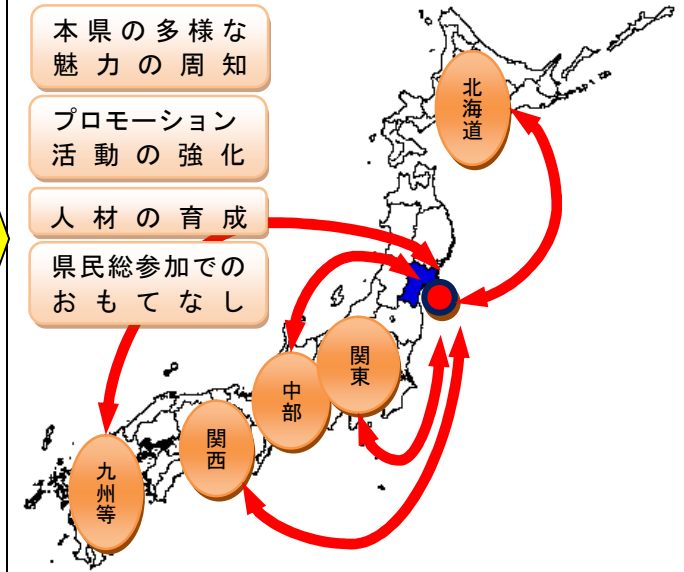 本県の多様な
魅力の周知
プロモーション
活動の強化
人材の育成
県民総参加での
おもてなし
北海道
関東
中部
関西
九州等